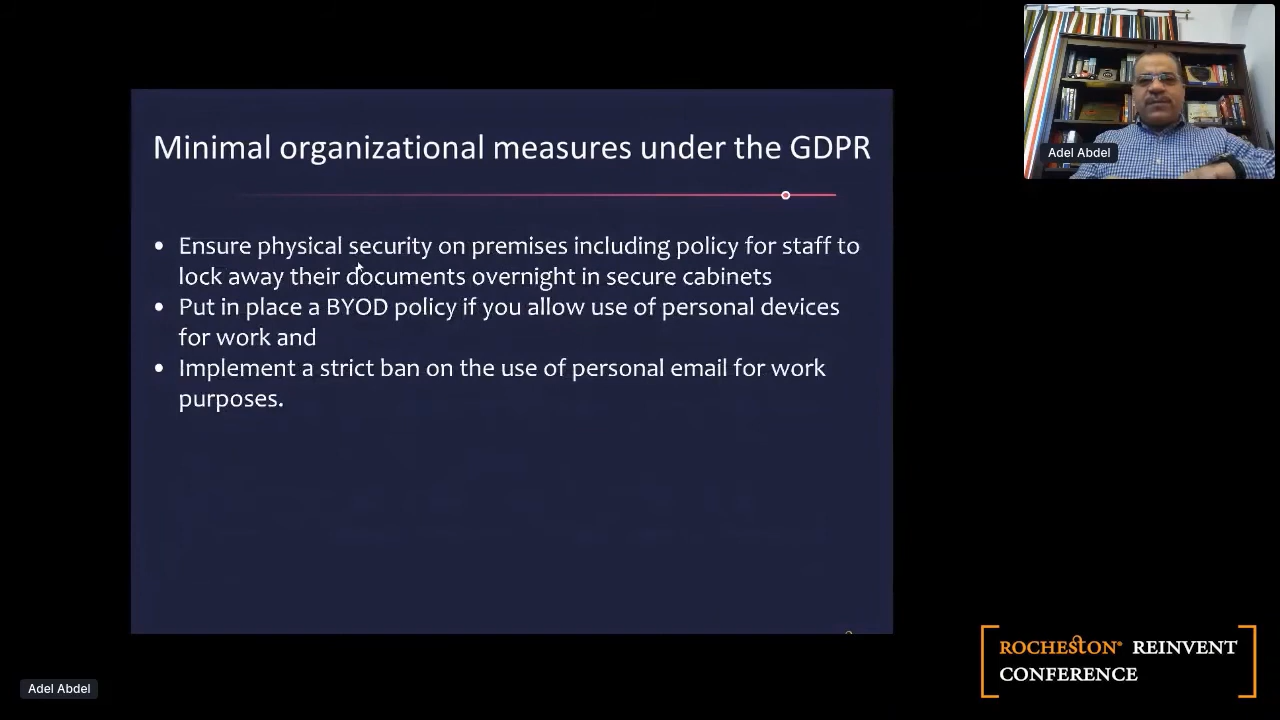 Adel Abdel
Minimal organizational measures under the GDPR
• Ensure physical security on premises including policy for staff to
lock away their documents overnight in secure cabinets
• Put in place a BYOD policy if you allow use of personal devices
for work and
• Implement a strict ban on the use of personal email for work
purposes.
ROCHESTON® REINVENT
CONFERENCE
Adel Abdel